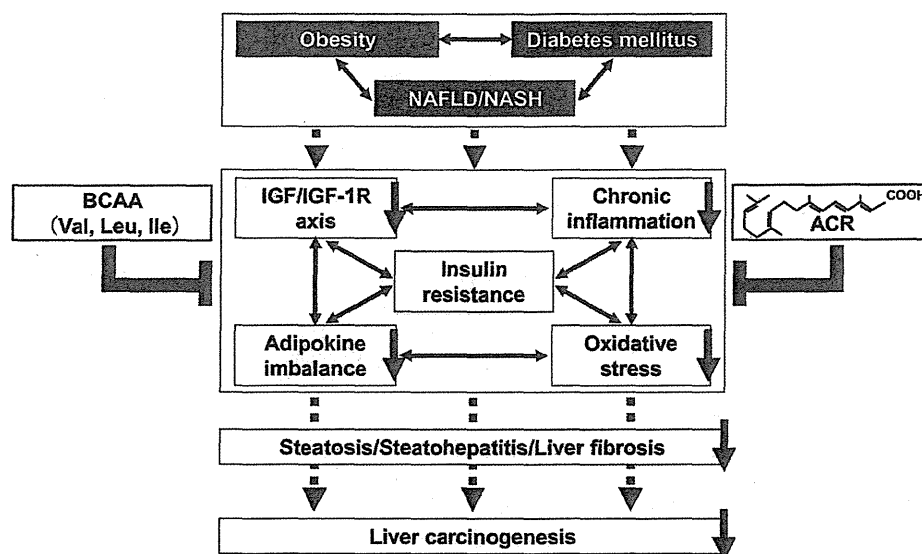 Obesity
Diabetes mellitus
NAFLD/NASH
BCAA
(Val, Leu, Ile)
IGF/IGF-1R
axis
Chronic
inflammation
COOH
ACR
Insulin
resistance
Adipokine
imbalance
Oxidative
stress
Steatosis/Steatohepatitis/Liver fibrosis
Liver carcinogenesis